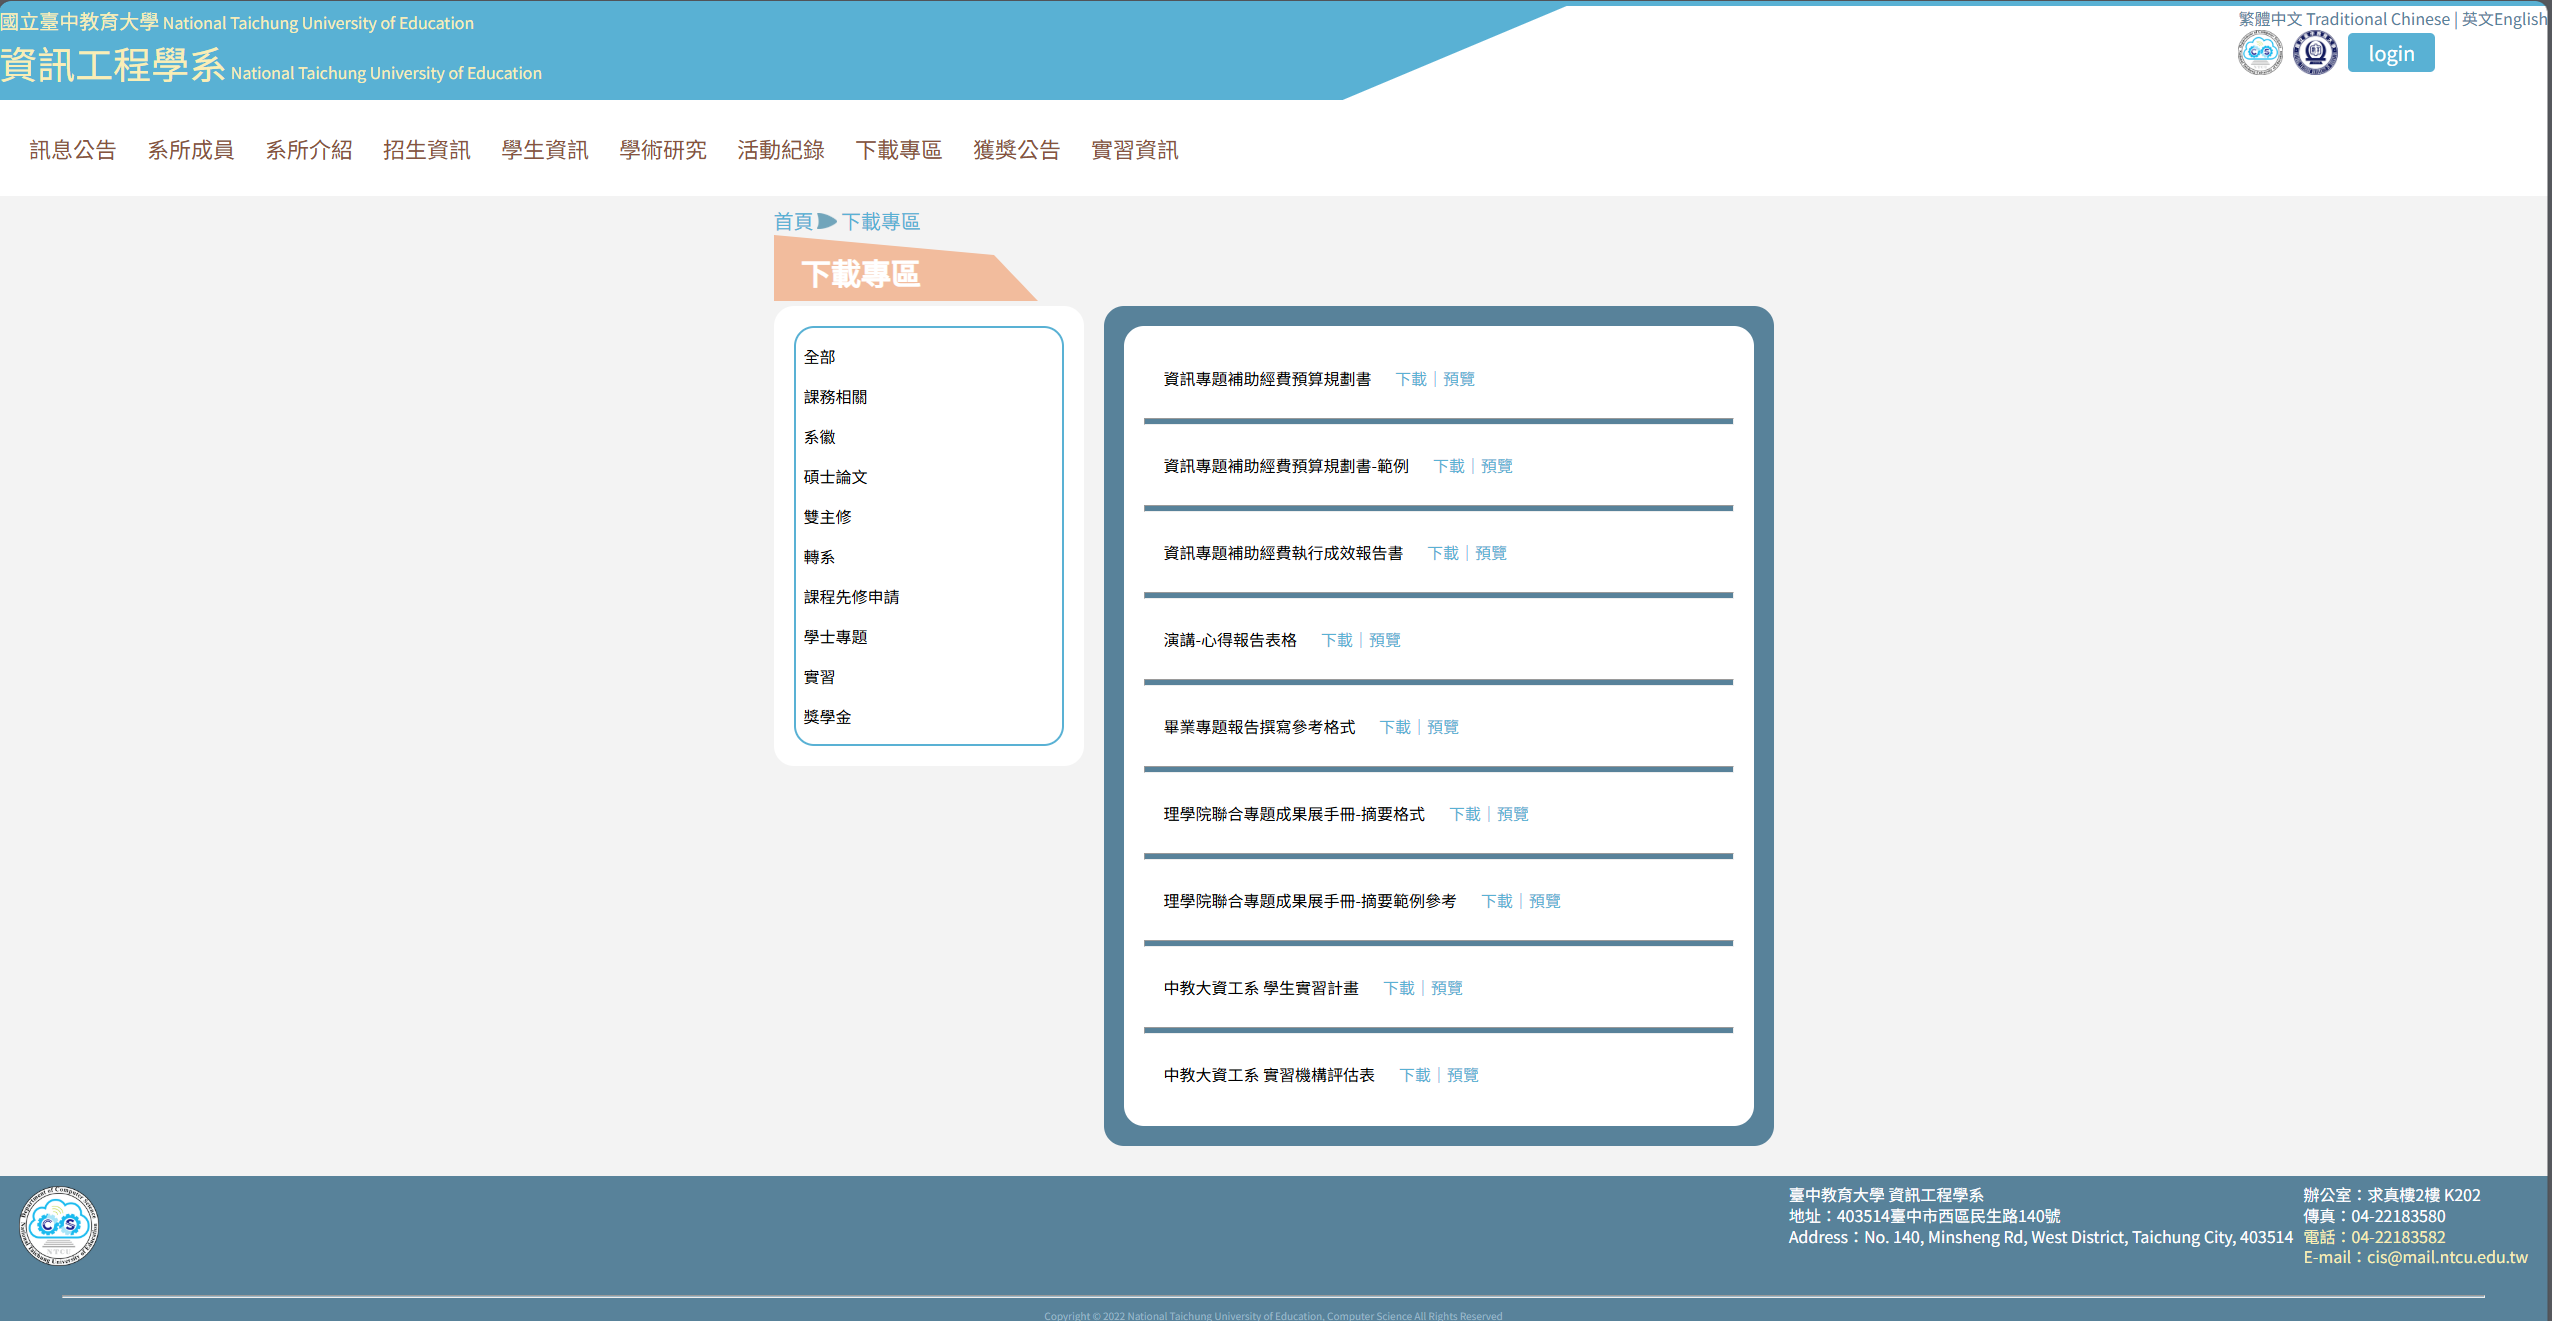 國立臺中教育大學 National Taichung University of Education
資訊工程學系 National Taichung University of Education
繁體中文 Traditional Chinese | 英文English
login
訊息公告 系所成員 系所介紹 招生資訊 學生資訊 學術研究 活動紀錄 下載專區 獲獎公告 實習資訊
首頁 下載專區
下載專區
全部
課務相關
系徽
碩士論文
雙主修
轉系
課程先修申請
學士專題
實習
獎學金
資訊專題補助經費預算規劃書 下載 | 預覽
資訊專題補助經費預算規劃書-範例 下載 | 預覽
資訊專題補助經費執行成效報告書 下載 | 預覽
演講-心得報告表格 下載 | 預覽
畢業專題報告撰寫參考格式 下載 | 預覽
理學院聯合專題成果展手冊-摘要格式 下載 | 預覽
理學院聯合專題成果展手冊-摘要範例參考 下載 | 預覽
中教大資工系 學生實習計畫 下載 | 預覽
中教大資工系 實習機構評估表 下載 | 預覽
Department of Computer Science
CS
NTCU
National Taichung University of Education
臺中教育大學 資訊工程學系
地址：403514臺中市西區民生路140號
Address：No. 140, Minsheng Rd, West District, Taichung City, 403514
辦公室：求真樓2樓 K202
傳真：04-22183580
電話：04-22183582
E-mail：cis@mail.ntcu.edu.tw
Copyright © 2022 National Taichung University of Education, Computer Science All Rights Reserved